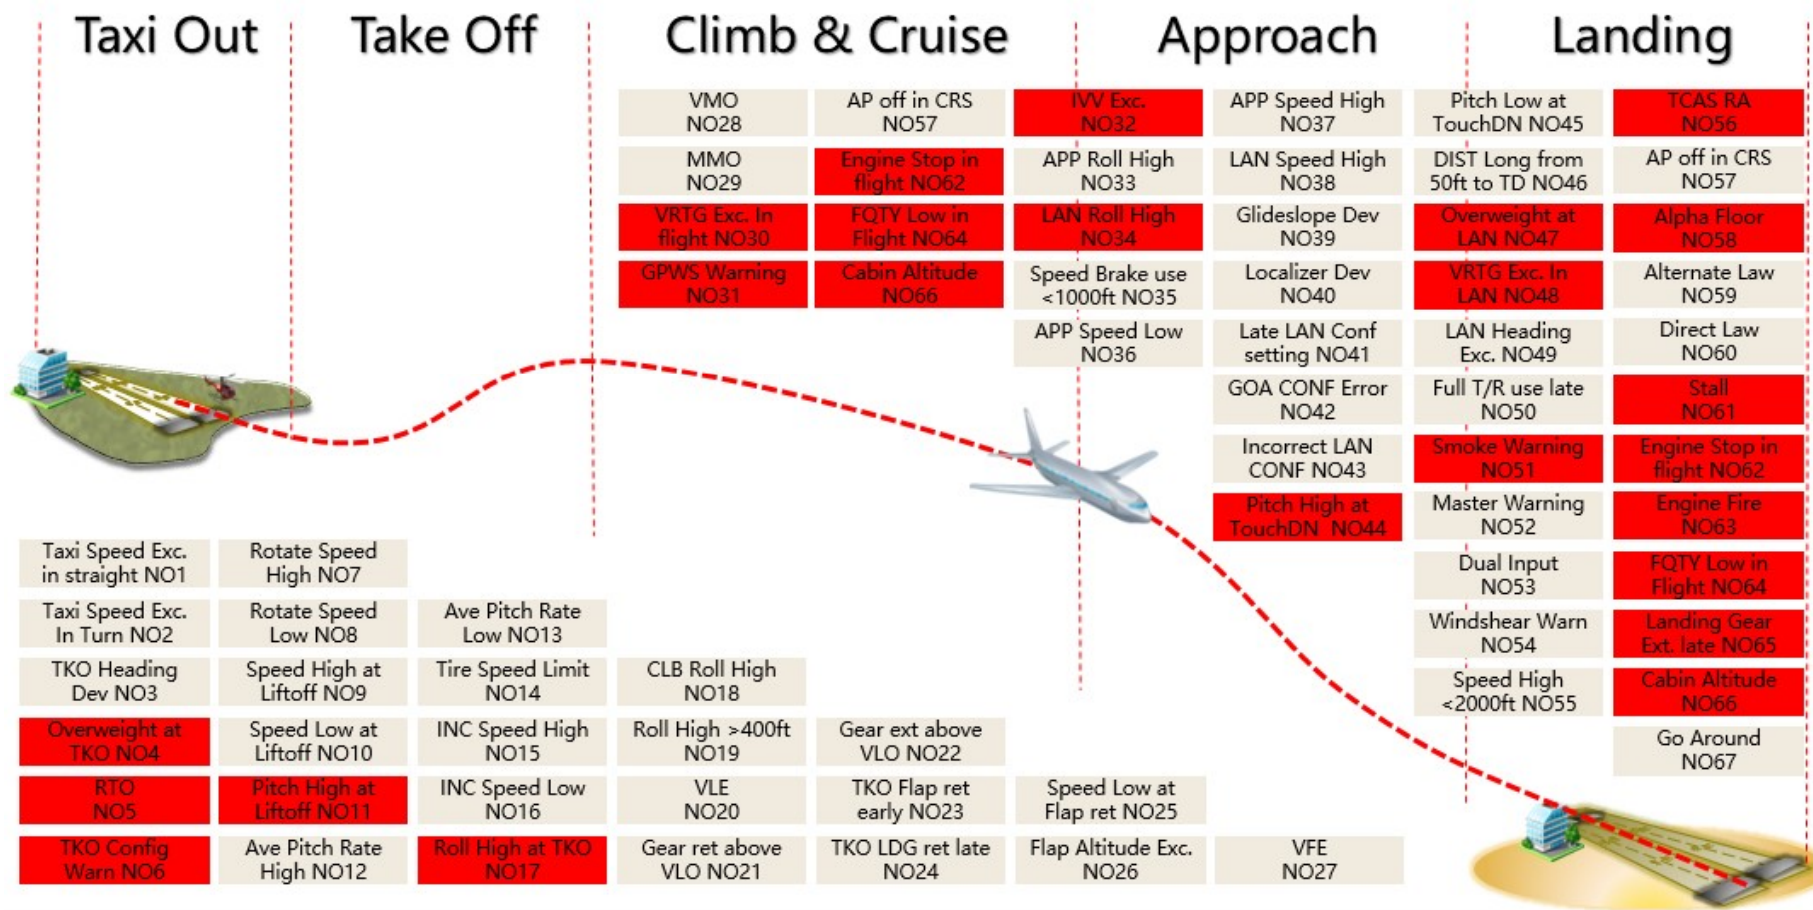 Taxi Out
Take Off
Climb & Cruise
Approach
Landing
VMO
NO28
MMO
NO29
VRTG Exc. In
flight NO30
GPWS Warning
NO31
AP off in CRS
NO57
Engine Stop in
flight NO62
FQTY Low in
Flight NO64
Cabin Altitude
NO66
IVV Exc.
NO32
APP Roll High
NO33
LAN Roll High
NO34
Speed Brake use
<1000ft NO35
APP Speed Low
NO36
APP Speed High
NO37
LAN Speed High
NO38
Glideslope Dev
NO39
Localizer Dev
NO40
Late LAN Conf
setting NO41
GOA CONF Error
NO42
Incorrect LAN
CONF NO43
Pitch High at
TouchDN NO44
Pitch Low at
TouchDN NO45
DIST Long from
50ft to TD NO46
Overweight at
LAN NO47
VRTG Exc. In
LAN NO48
LAN Heading
Exc. NO49
Full T/R use late
NO50
Smoke Warning
NO51
Master Warning
NO52
Dual Input
NO53
Windshear Warn
NO54
Speed High
<2000ft NO55
TCAS RA
NO56
AP off in CRS
NO57
Alpha Floor
NO58
Alternate Law
NO59
Direct Law
NO60
Stall
NO61
Engine Stop in
flight NO62
Engine Fire
NO63
FQTY Low in
Flight NO64
Landing Gear
Ext. late NO65
Cabin Altitude
NO66
Go Around
NO67
Taxi Speed Exc.
in straight NO1
Taxi Speed Exc.
In Turn NO2
TKO Heading
Dev NO3
Overweight at
TKO NO4
RTO
NO5
TKO Config
Warn NO6
Rotate Speed
High NO7
Rotate Speed
Low NO8
Speed High at
Liftoff NO9
Speed Low at
Liftoff NO10
Pitch High at
Liftoff NO11
Ave Pitch Rate
High NO12
Ave Pitch Rate
Low NO13
Tire Speed Limit
NO14
INC Speed High
NO15
INC Speed Low
NO16
Roll High at TKO
NO17
CLB Roll High
NO18
Roll High >400ft
NO19
VLE
NO20
Gear ret above
VLO NO21
Gear ext above
VLO NO22
TKO Flap ret
early NO23
TKO LDG ret late
NO24
Speed Low at
Flap ret NO25
Flap Altitude Exc.
NO26
VFE
NO27